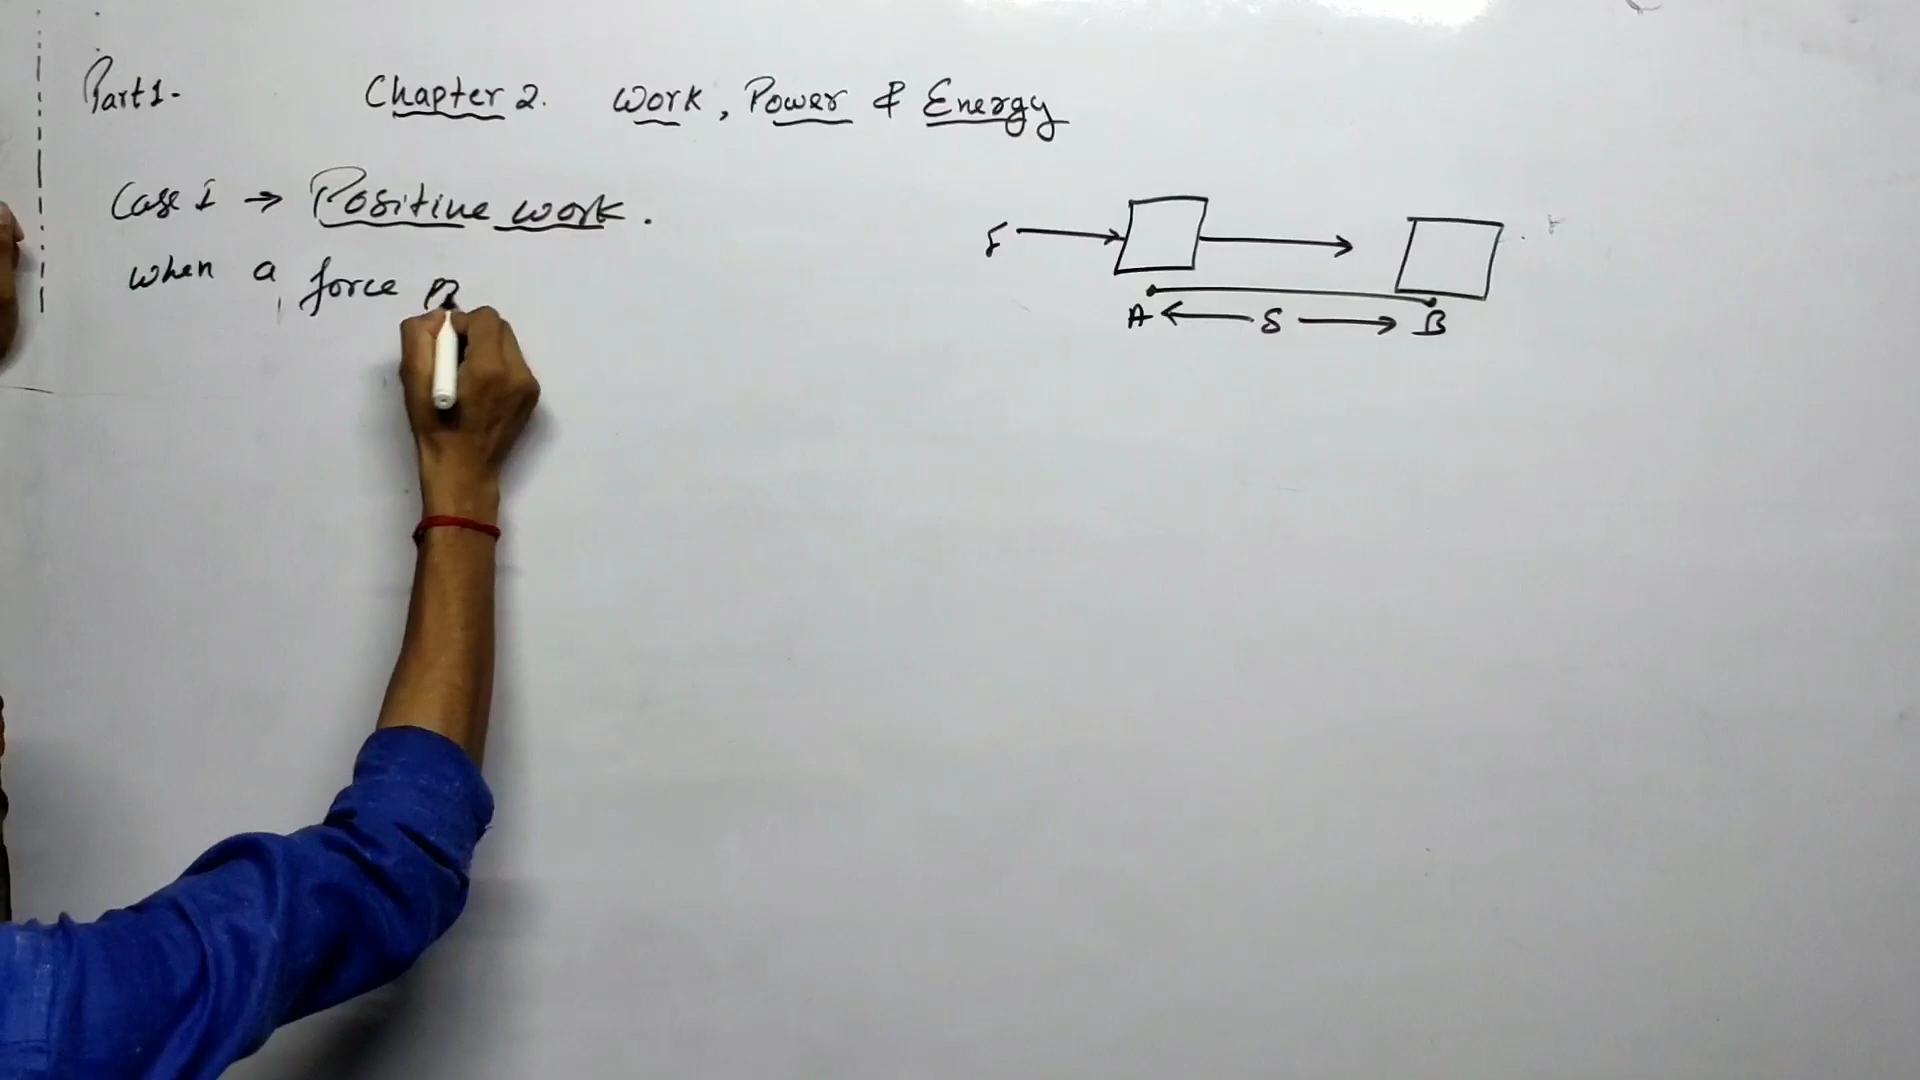 Part 1. Chapter 2. Work, Power & Energy
Case I → Positive work.
when a force
F
A ← S → B